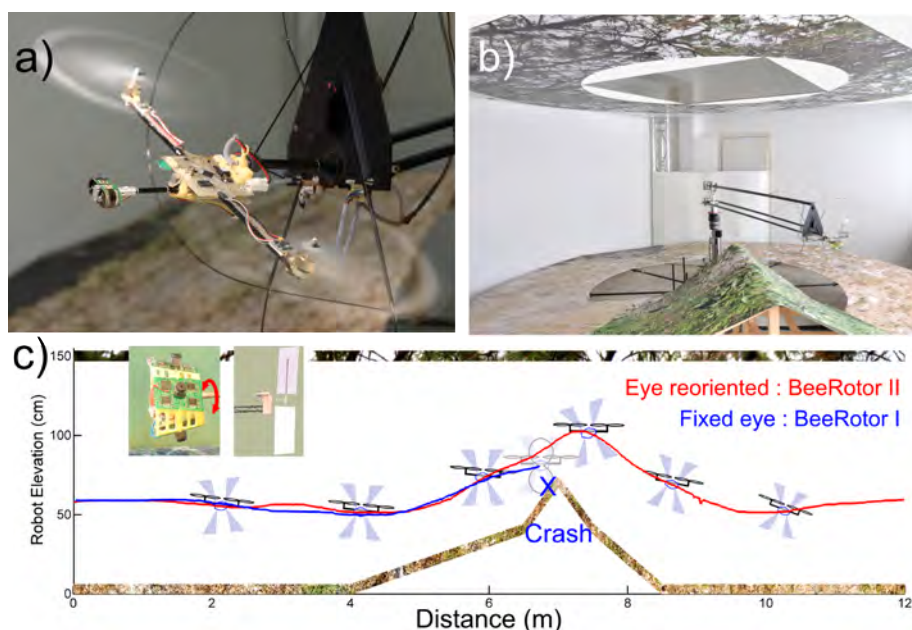 a)
b)
c)
150
Eye reoriented : BeeRotor II
Fixed eye : BeeRotor I
Robot Elevation (cm)
100
50
X
Crash
0
0 2 4 6 8 10 12
Distance (m)